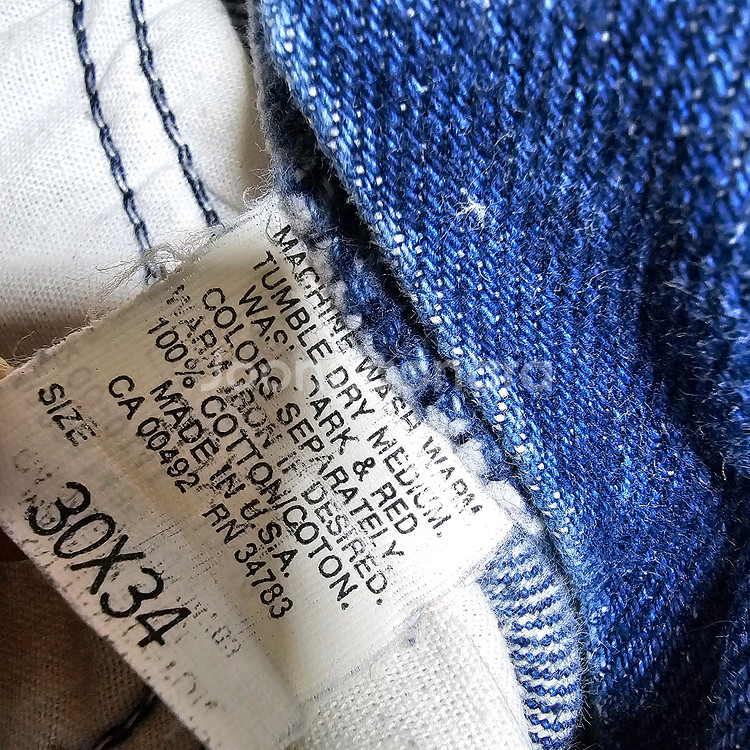 MACHINE WASH WARM
TUMBLE DRY MEDIUM.
WASH DARK & RED
COLORS SEPARATELY
WARM IRON IF DESIRED.
100% COTTON/COTON.
MADE IN U.S.A.
CA 00492 RN 34783
SIZE
30X34